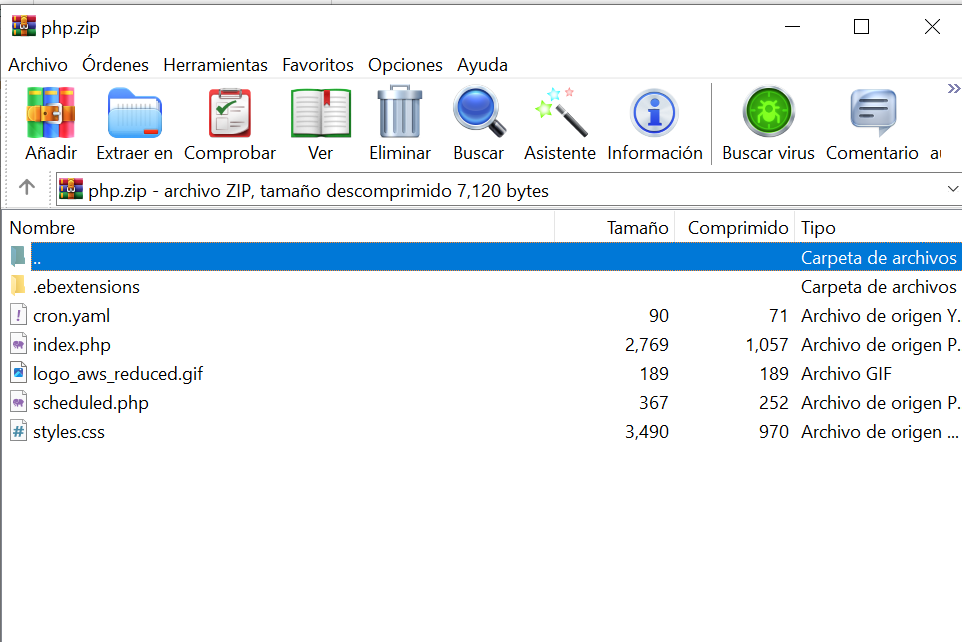 php.zip
Archivo Órdenes Herramientas Favoritos Opciones Ayuda
Añadir Extraer en Comprobar Ver Eliminar Buscar Asistente Información Buscar virus Comentario
php.zip - archivo ZIP, tamaño descomprimido 7,120 bytes
Nombre Tamaño Comprimido Tipo
.. Carpeta de archivos
.ebextensions Carpeta de archivos
cron.yaml 90 71 Archivo de origen Y.
index.php 2,769 1,057 Archivo de origen P.
logo_aws_reduced.gif 189 189 Archivo GIF
scheduled.php 367 252 Archivo de origen P.
styles.css 3,490 970 Archivo de origen ...